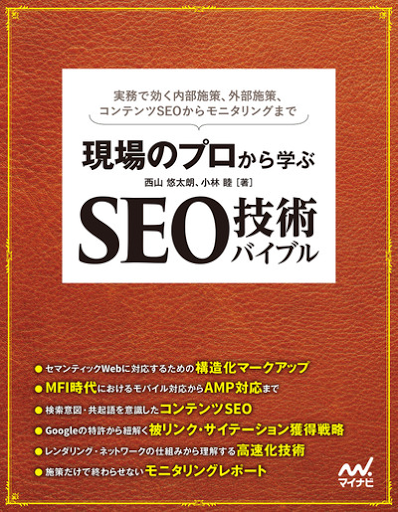 実務で効く内部施策、外部施策、
コンテンツSEOからモニタリングまで
現場のプロから学ぶ
西山 悠太朗、小林 睦［著］
SEO技術
バイブル
● セマンティックWebに対応するための構造化マークアップ
● MFI時代におけるモバイル対応からAMP対応まで
● 検索意図・共起語を意識したコンテンツSEO
● Googleの特許から紐解く被リンク・サイテーション獲得戦略
● レンダリング・ネットワークの仕組みから理解する高速化技術
● 施策だけで終わらせないモニタリングレポート
マイナビ